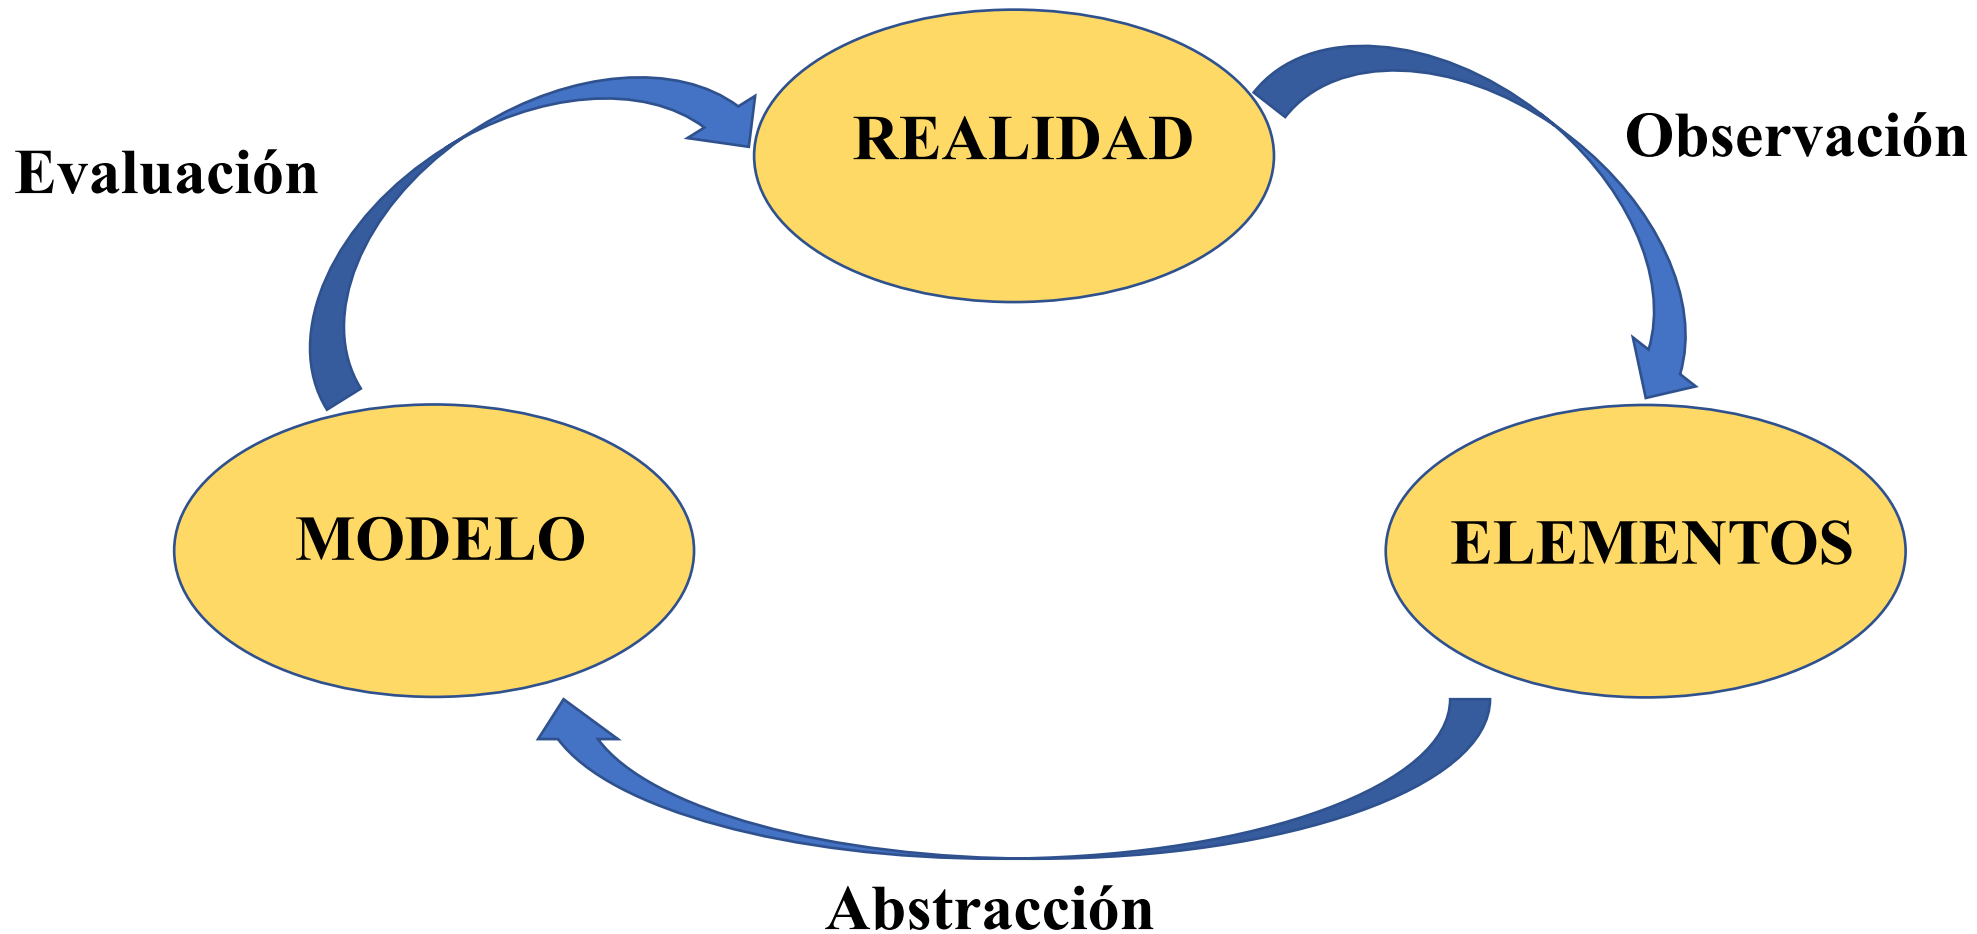 REALIDAD
Observación
Evaluación
MODELO
ELEMENTOS
Abstracción